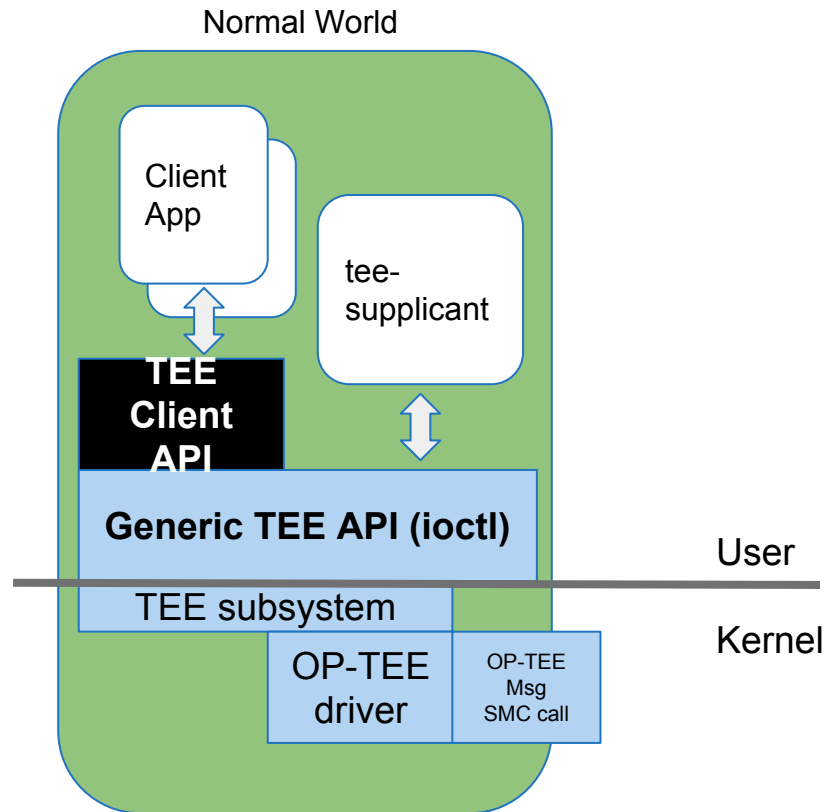 Normal World
Client
App
tee-
supplicant
TEE
Client
API
Generic TEE API (ioctl)
User
TEE subsystem
Kernel
OP-TEE
driver
OP-TEE
Msg
SMC call